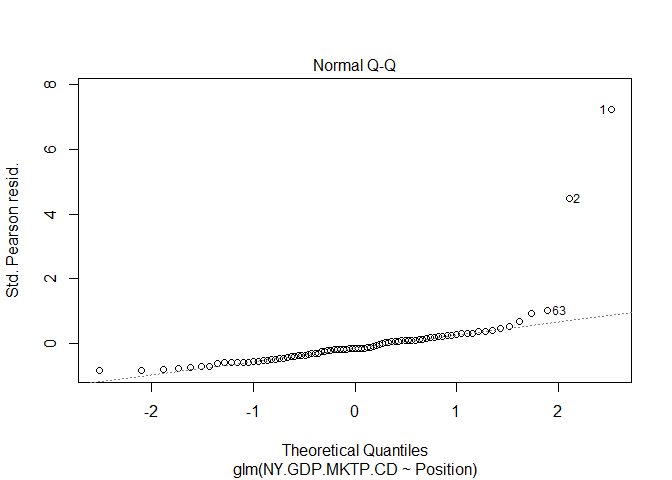 Normal Q-Q
8
6
4
2
0
Std. Pearson resid.
1
2
63
-2 -1 0 1 2
Theoretical Quantiles
glm(NY.GDP.MKTP.CD ~ Position)